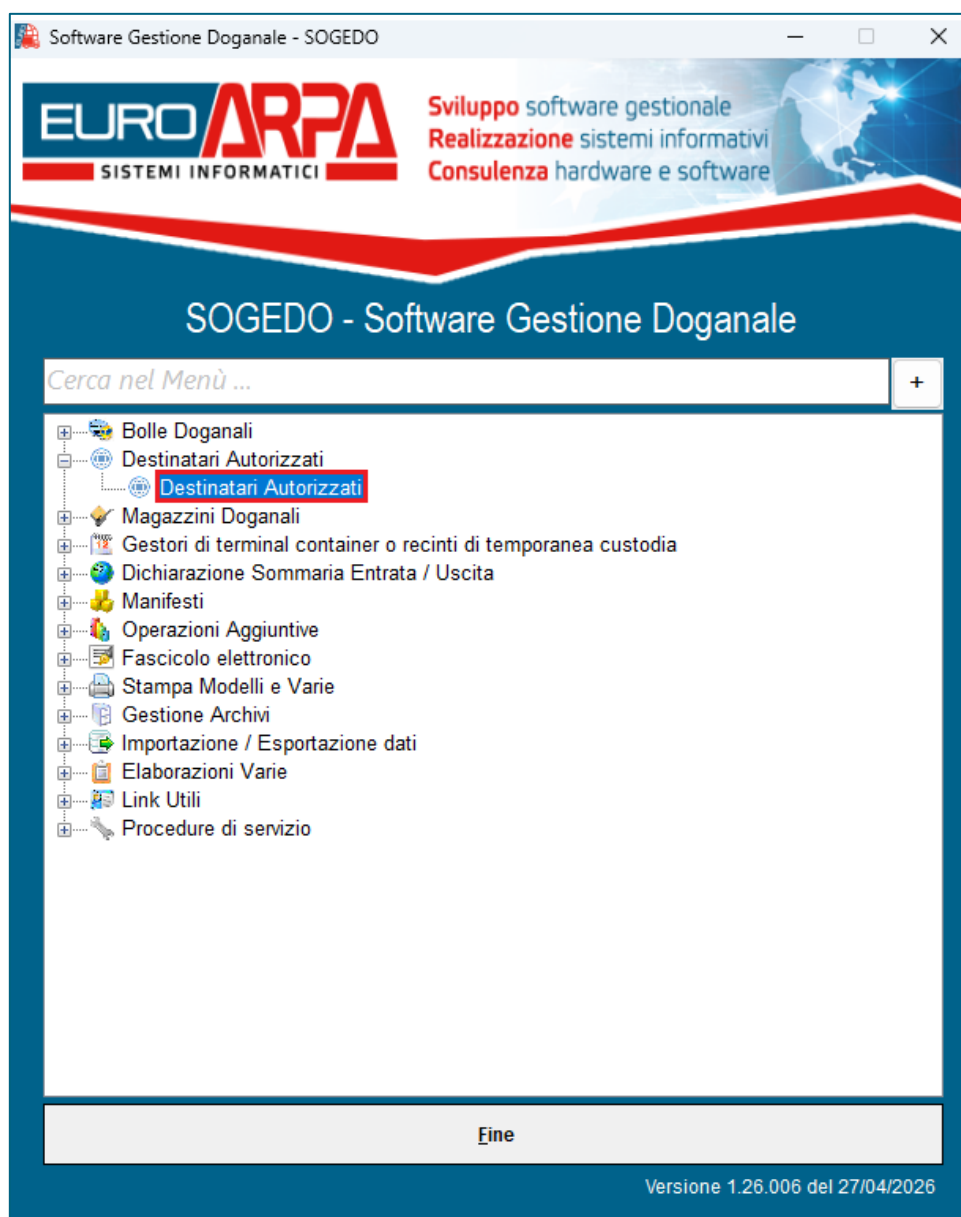 Software Gestione Doganale - SOGEDO
EURO ARPA
SISTEMI INFORMATICI
Sviluppo software gestionale
Realizzazione sistemi informativi
Consulenza hardware e software
SOGEDO - Software Gestione Doganale
Cerca nel Menù ...
+
Bolle Doganali
Destinatari Autorizzati
Destinatari Autorizzati
Magazzini Doganali
Gestori di terminal container o recinti di temporanea custodia
Dichiarazione Sommaria Entrata / Uscita
Manifesti
Operazioni Aggiuntive
Fascicolo elettronico
Stampa Modelli e Varie
Gestione Archivi
Importazione / Esportazione dati
Elaborazioni Varie
Link Utili
Procedure di servizio
Fine
Versione 1.26.006 del 27/04/2026